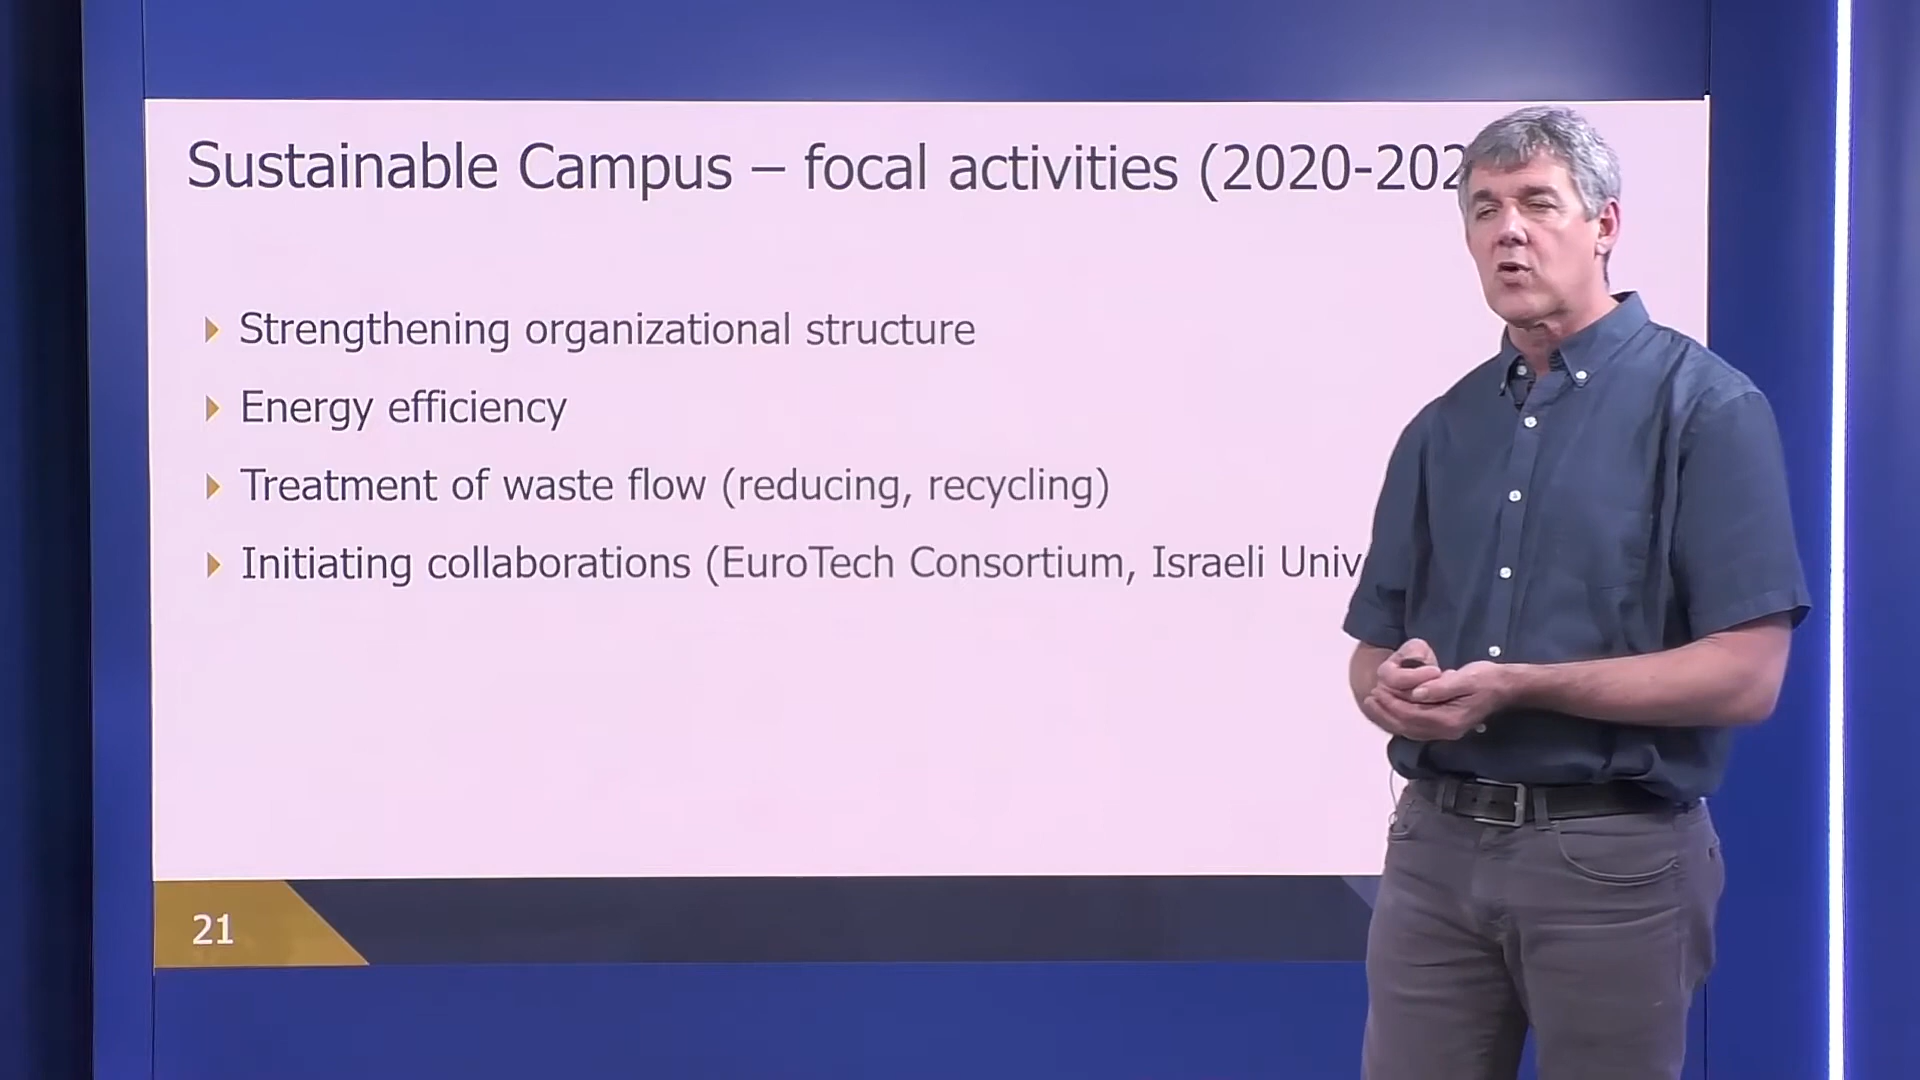 Sustainable Campus – focal activities (2020-202
Strengthening organizational structure
Energy efficiency
Treatment of waste flow (reducing, recycling)
Initiating collaborations (EuroTech Consortium, Israeli Univ
21